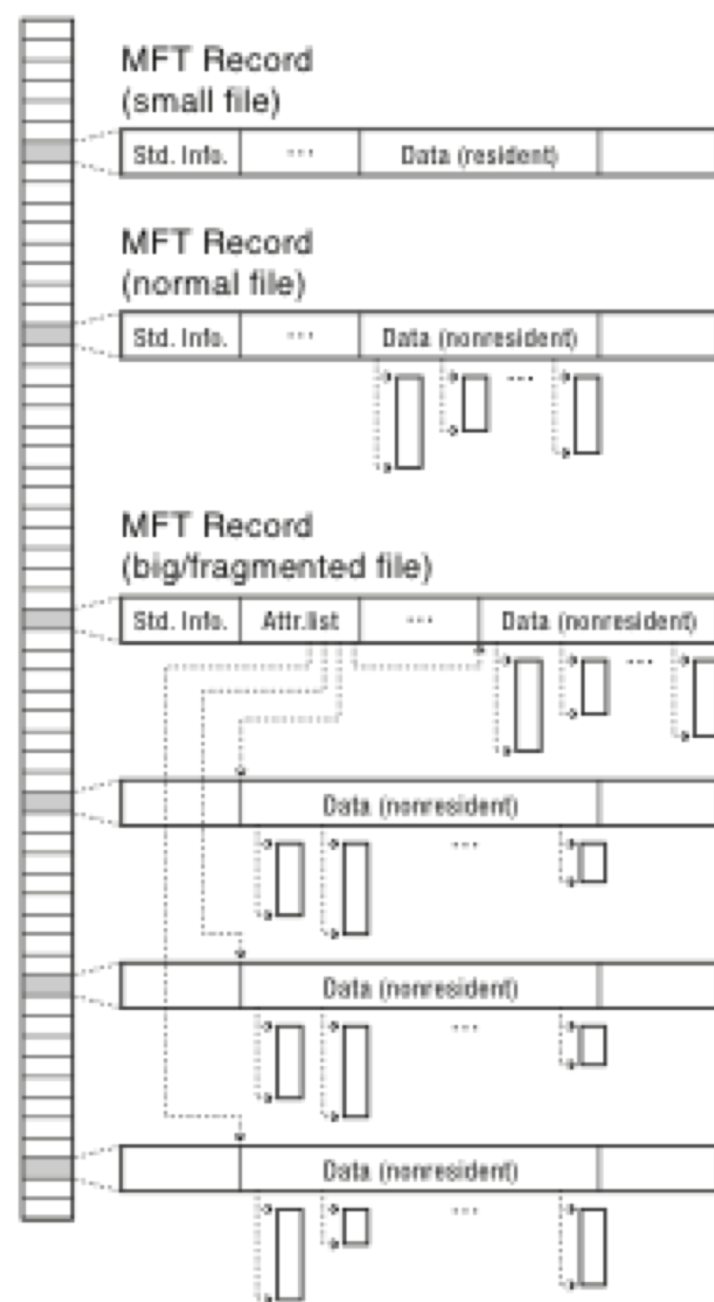 MFT Record
(small file)
Std. Info. ... Data (resident)
MFT Record
(normal file)
Std. Info. ... Data (nonresident)
...
MFT Record
(big/fragmented file)
Std. Info. Attr.list ... Data (nonresident)
...
Data (nonresident)
...
Data (nonresident)
...
Data (nonresident)
...